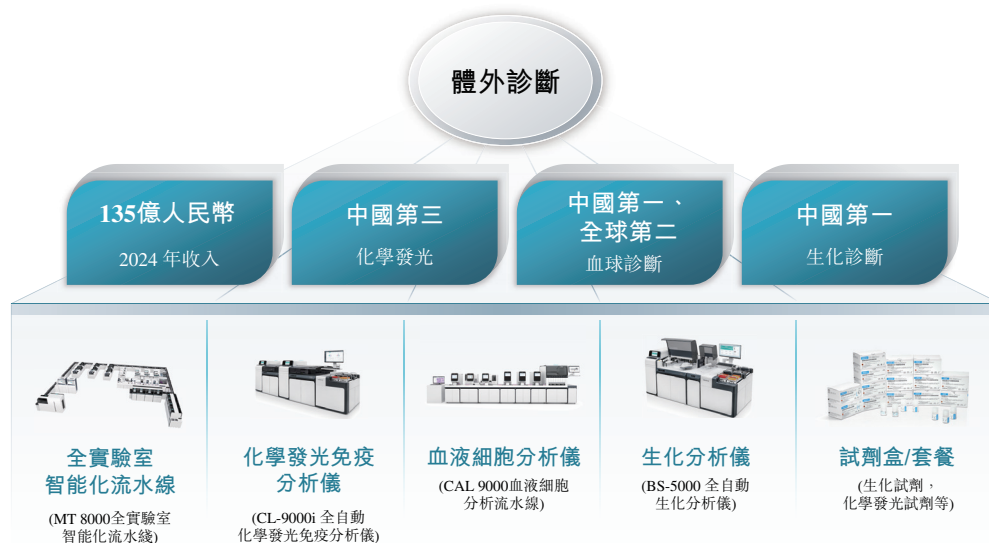 體外診斷
135億人民幣
2024 年收入
中國第三
化學發光
中國第一、
全球第二
血球診斷
中國第一
生化診斷
全實驗室
智能化流水線
(MT 8000全實驗室
智能化流水綫)
化學發光免疫
分析儀
(CL-9000i 全自動
化學發光免疫分析儀)
血液細胞分析儀
(CAL 9000血液細胞
分析流水線)
生化分析儀
(BS-5000 全自動
生化分析儀)
試劑盒/套餐
(生化試劑，
化學發光試劑等)